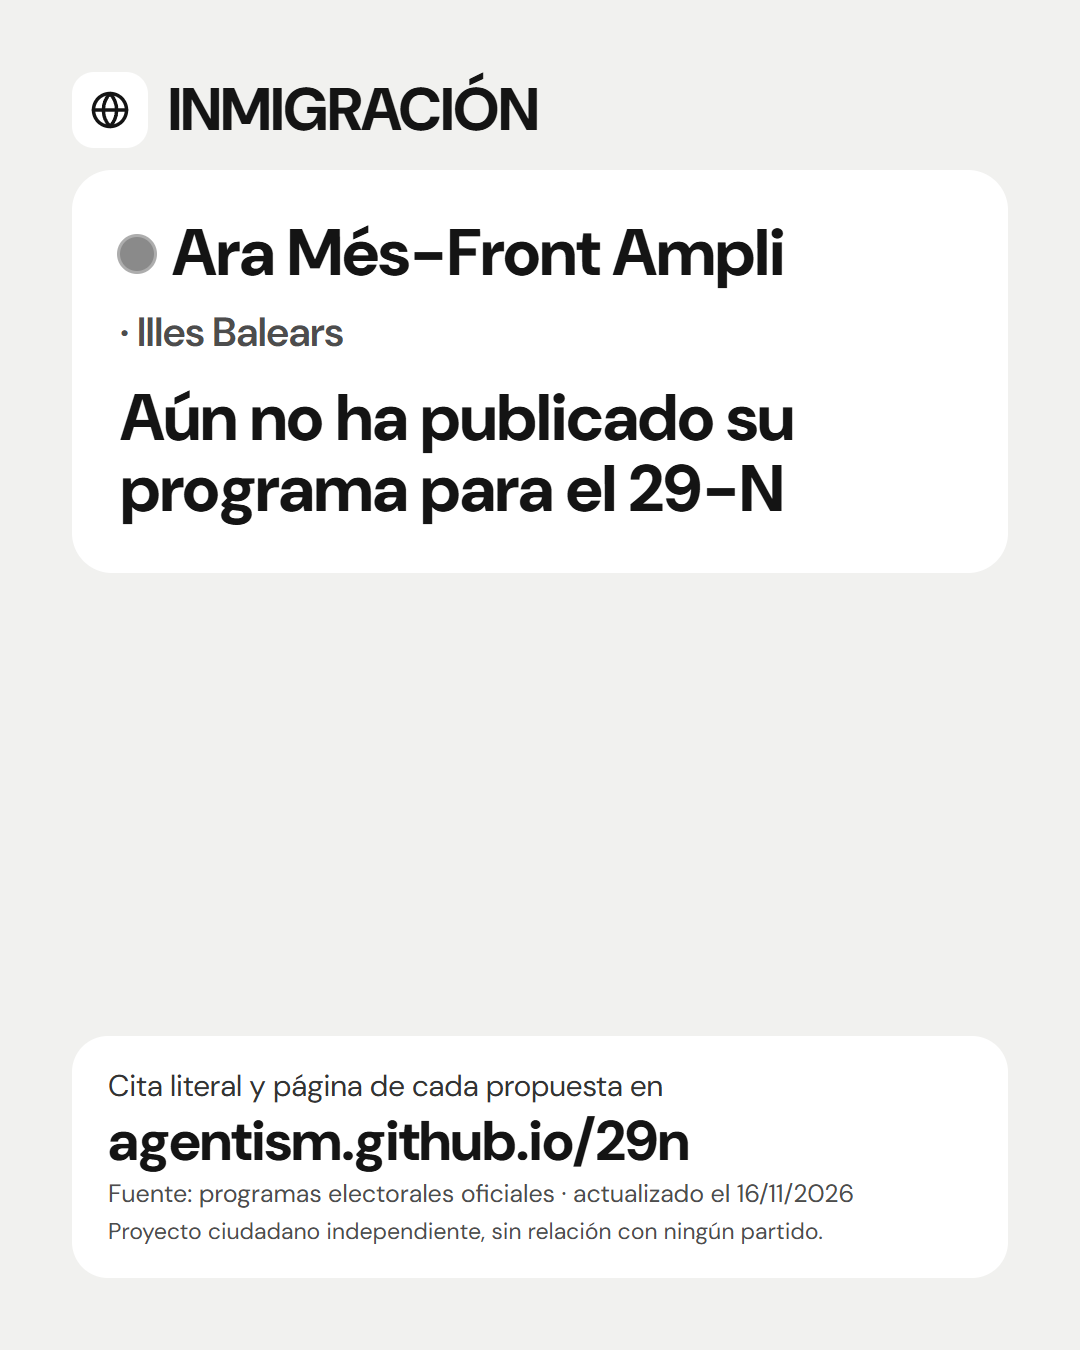 INMIGRACIÓN
Ara Més-Front Ampli
· Illes Balears
Aún no ha publicado su
programa para el 29-N
Cita literal y página de cada propuesta en
agentism.github.io/29n
Fuente: programas electorales oficiales · actualizado el 16/11/2026
Proyecto ciudadano independiente, sin relación con ningún partido.